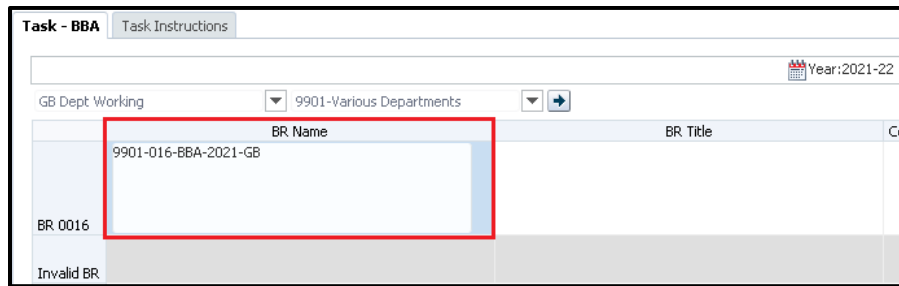 Task - BBA Task Instructions
Year:2021-22
GB Dept Working 9901-Various Departments
BR Name BR Title
9901-016-BBA-2021-GB
BR 0016
Invalid BR